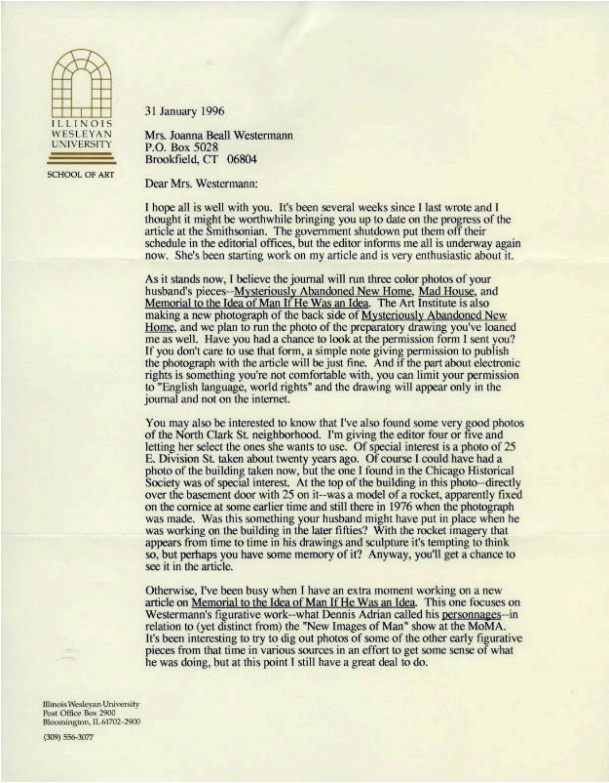 ILLINOIS
WESLEYAN
UNIVERSITY
SCHOOL OF ART
31 January 1996
Mrs. Joanna Beall Westermann
P.O. Box 5028
Brookfield, CT 06804
Dear Mrs. Westermann:
I hope all is well with you. It's been several weeks since I last wrote and I
thought it might be worthwhile bringing you up to date on the progress of the
article at the Smithsonian. The government shutdown put them off their
schedule in the editorial offices, but the editor informs me all is underway again
now. She's been starting work on my article and is very enthusiastic about it.
As it stands now, I believe the journal will run three color photos of your
husband's pieces--Mysteriously Abandoned New Home, Mad House, and
Memorial to the Idea of Man If He Was an Idea. The Art Institute is also
making a new photograph of the back side of Mysteriously Abandoned New
Home, and we plan to run the photo of the preparatory drawing you've loaned
me as well. Have you had a chance to look at the permission form I sent you?
If you don't care to use that form, a simple note giving permission to publish
the photograph with the article will be just fine. And if the part about electronic
rights is something you're not comfortable with, you can limit your permission
to "English language, world rights" and the drawing will appear only in the
journal and not on the internet.
You may also be interested to know that I've also found some very good photos
of the North Clark St. neighborhood. I'm giving the editor four or five and
letting her select the ones she wants to use. Of special interest is a photo of 25
E. Division St. taken about twenty years ago. Of course I could have had a
photo of the building taken now, but the one I found in the Chicago Historical
Society was of special interest. At the top of the building in this photo--directly
over the basement door with 25 on it--was a model of a rocket, apparently fixed
on the cornice at some earlier time and still there in 1976 when the photograph
was made. Was this something your husband might have put in place when he
was working on the building in the later fifties? With the rocket imagery that
appears from time to time in his drawings and sculpture it's tempting to think
so, but perhaps you have some memory of it? Anyway, you'll get a chance to
see it in the article.
Otherwise, I've been busy when I have an extra moment working on a new
article on Memorial to the Idea of Man If He Was an Idea. This one focuses on
Westermann's figurative work--what Dennis Adrian called his personnages--in
relation to (yet distinct from) the "New Images of Man" show at the MoMA.
It's been interesting to try to dig out photos of some of the other early figurative
pieces from that time in various sources in an effort to get some sense of what
he was doing, but at this point I still have a great deal to do.
Illinois Wesleyan University
Post Office Box 2900
Bloomington, IL 61702-2900
(309) 556-3077